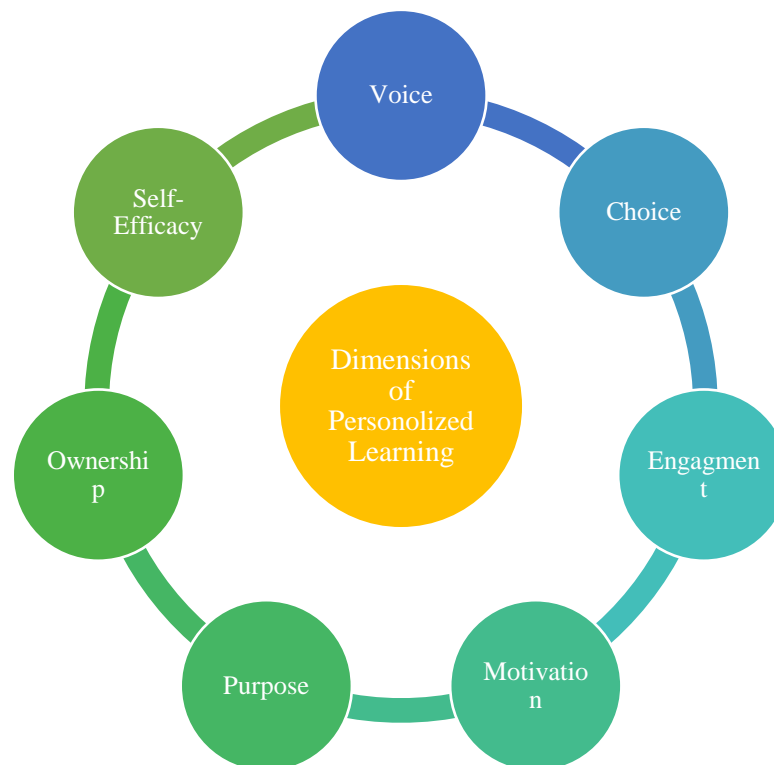 Voice
Choice
Engagmen
t
Motivatio
n
Purpose
Ownershi
p
Self-
Efficacy
Dimensions
of
Personolized
Learning